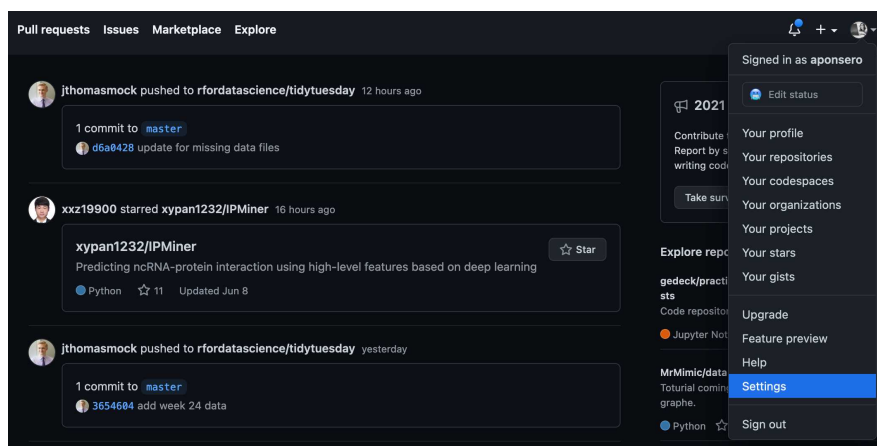 Pull requests Issues Marketplace Explore
jthomasmock pushed to rfordatascience/tidytuesday 12 hours ago
1 commit to master
d6a0428 update for missing data files
xxz19900 starred xypan1232/IPMiner 16 hours ago
xypan1232/IPMiner
Star
Predicting ncRNA-protein interaction using high-level features based on deep learning
Python 11 Updated Jun 8
jthomasmock pushed to rfordatascience/tidytuesday yesterday
1 commit to master
3654604 add week 24 data
2021
Contribute
Report by s
writing code
Take surv
Explore repo
gedeck/practi
sts
Code reposito
Jupyter Not
MrMimic/data
Toturial coming
graphe.
Python
Signed in as aponsero
Edit status
Your profile
Your repositories
Your codespaces
Your organizations
Your projects
Your stars
Your gists
Upgrade
Feature preview
Help
Settings
Sign out